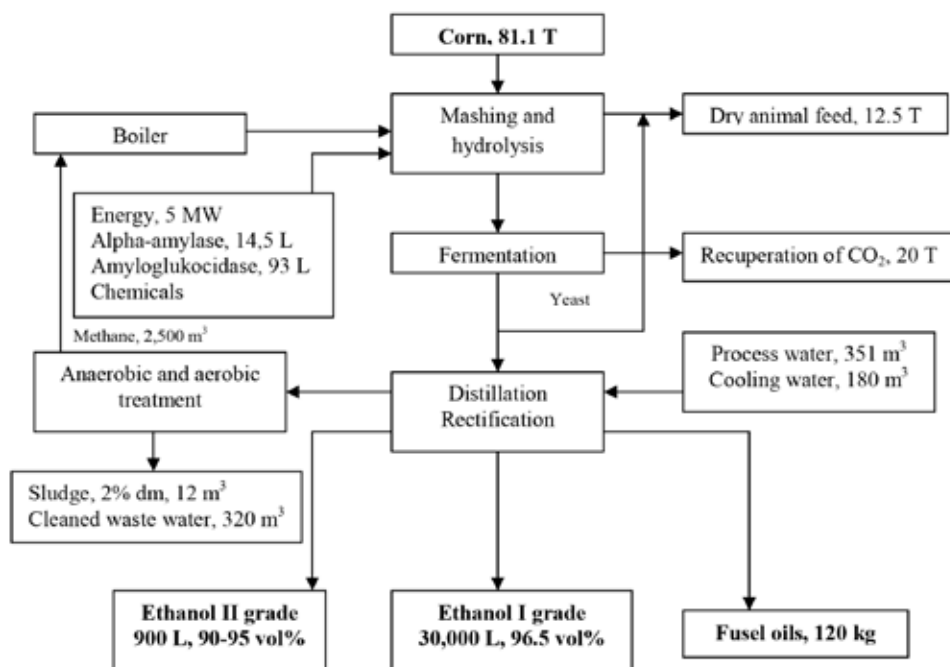 Corn, 81.1 T
Boiler
Mashing and
hydrolysis
Dry animal feed, 12.5 T
Energy, 5 MW
Alpha-amylase, 14,5 L
Amyloglukocidase, 93 L
Chemicals
Fermentation
Recuperation of CO₂, 20 T
Yeast
Methane, 2,500 m³
Anaerobic and aerobic
treatment
Distillation
Rectification
Process water, 351 m³
Cooling water, 180 m³
Sludge, 2% dm, 12 m³
Cleaned waste water, 320 m³
Ethanol II grade
900 L, 90-95 vol%
Ethanol I grade
30,000 L, 96.5 vol%
Fusel oils, 120 kg